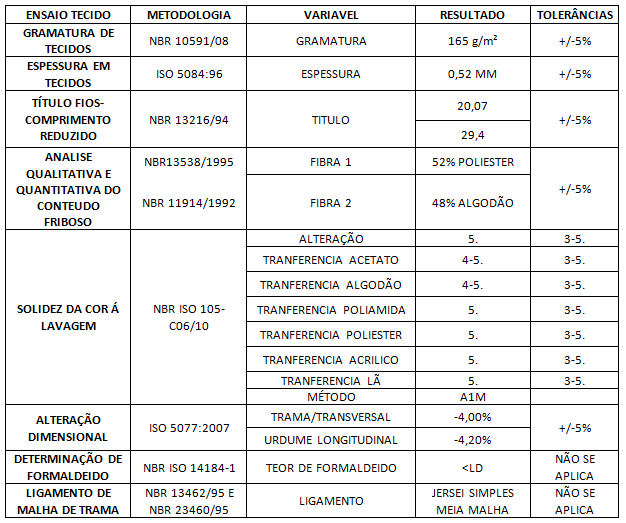 ENSAIO TECIDO METODOLOGIA VARIAVEL RESULTADO TOLERÂNCIAS
GRAMATURA DE
TECIDOS
NBR 10591/08 GRAMATURA 165 g/m² +/-5%
ESPESSURA EM
TECIDOS
ISO 5084:96 ESPESSURA 0,52 MM +/-5%
TÍTULO FIOS-
COMPRIMENTO
REDUZIDO
NBR 13216/94 TITULO
20,07
29,4
+/-5%
ANALISE
QUALITATIVA E
QUANTITATIVA DO
CONTEUDO
FRIBOSO
NBR13538/1995
NBR 11914/1992
FIBRA 1 52% POLIESTER
FIBRA 2 48% ALGODÃO
+/-5%
SOLIDEZ DA COR Á
LAVAGEM
NBR ISO 105-
C06/10
ALTERAÇÃO 5. 3-5.
TRANFERENCIA ACETATO 4-5. 3-5.
TRANFERENCIA ALGODÃO 4-5. 3-5.
TRANFERENCIA POLIAMIDA 5. 3-5.
TRANFERENCIA POLIESTER 5. 3-5.
TRANFERENCIA ACRILICO 5. 3-5.
TRANFERENCIA LÃ 5. 3-5.
MÉTODO A1M
ALTERAÇÃO
DIMENSIONAL
ISO 5077:2007
TRAMA/TRANSVERSAL -4,00%
URDUME LONGITUDINAL -4,20%
+/-5%
DETERMINAÇÃO DE
FORMALDEIDO
NBR ISO 14184-1 TEOR DE FORMALDEIDO <LD
NÃO SE
APLICA
LIGAMENTO DE
MALHA DE TRAMA
NBR 13462/95 E
NBR 23460/95
LIGAMENTO
JERSEI SIMPLES
MEIA MALHA
NÃO SE
APLICA